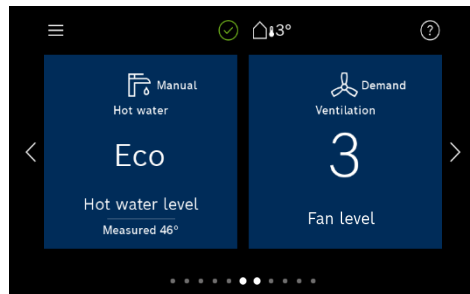 3°
?
Manual
Hot water
Eco
Hot water level
Measured 46°
Demand
Ventilation
3
Fan level